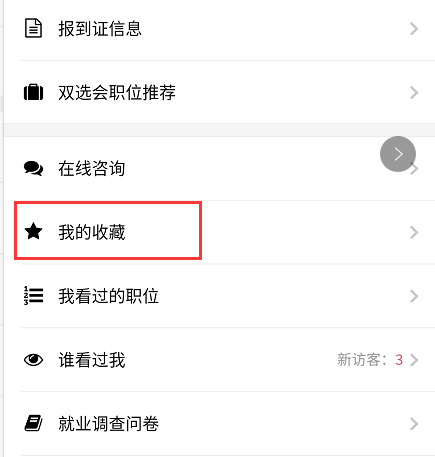 报到证信息
双选会职位推荐
在线咨询
我的收藏
我看过的职位
谁看过我 新访客：3
就业调查问卷